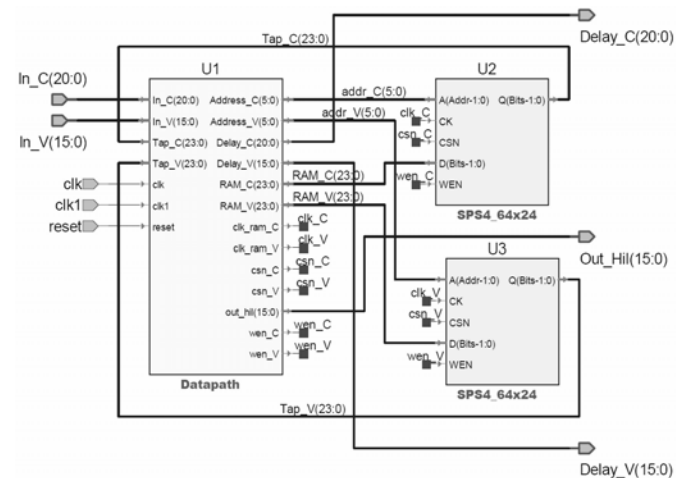 Tap_C(23:0)
Delay_C(20:0)
In_C(20:0)
In_V(15:0)
clk
clk1
reset
U1
In_C(20:0) Address_C(5:0)
In_V(15:0) Address_V(5:0)
Tap_C(23:0) Delay_C(20:0)
Tap_V(23:0) Delay_V(15:0)
clk RAM_C(23:0)
clk1 RAM_V(23:0)
reset clk_ram_C
clk_ram_V
csn_C
csn_V
out_hil(15:0)
wen_C
wen_V
Datapath
addr_C(5:0)
addr_V(5:0)
RAM_C(23:0)
RAM_V(23:0)
clk_C
clk_V
csn_C
csn_V
wen_C
wen_V
U2
A(Addr-1:0) Q(Bits-1:0)
clk_C
CK
csn_C
CSN
D(Bits-1:0)
wen_C
WEN
SPS4_64x24
Out_Hil(15:0)
U3
A(Addr-1:0) Q(Bits-1:0)
clk_V
CK
csn_V
CSN
D(Bits-1:0)
wen_V
WEN
SPS4_64x24
Tap_V(23:0)
Delay_V(15:0)